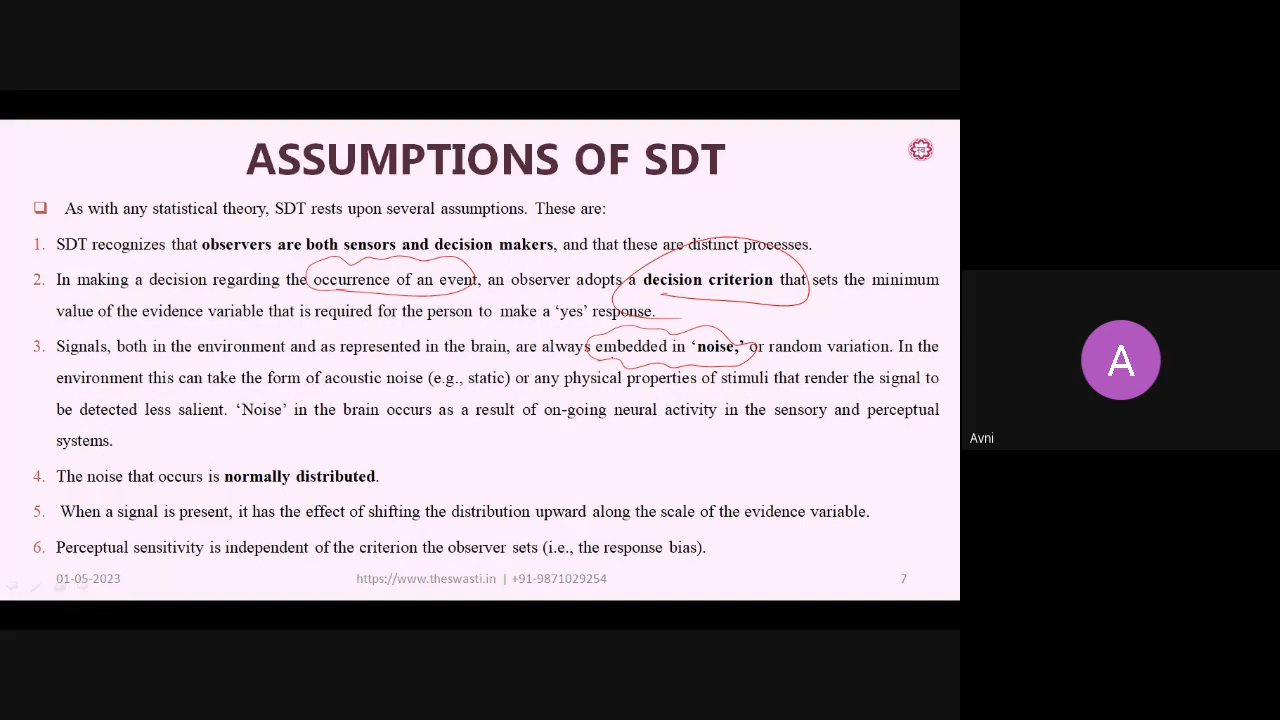 ASSUMPTIONS OF SDT
As with any statistical theory, SDT rests upon several assumptions. These are:
1. SDT recognizes that observers are both sensors and decision makers, and that these are distinct processes.
2. In making a decision regarding the occurrence of an event, an observer adopts a decision criterion that sets the minimum
value of the evidence variable that is required for the person to make a ‘yes’ response.
3. Signals, both in the environment and as represented in the brain, are always embedded in ‘noise,’ or random variation. In the
environment this can take the form of acoustic noise (e.g., static) or any physical properties of stimuli that render the signal to
be detected less salient. ‘Noise’ in the brain occurs as a result of on-going neural activity in the sensory and perceptual
systems.
4. The noise that occurs is normally distributed.
5. When a signal is present, it has the effect of shifting the distribution upward along the scale of the evidence variable.
6. Perceptual sensitivity is independent of the criterion the observer sets (i.e., the response bias).
01-05-2023 https://www.theswasti.in | +91-9871029254 7
A
Avni